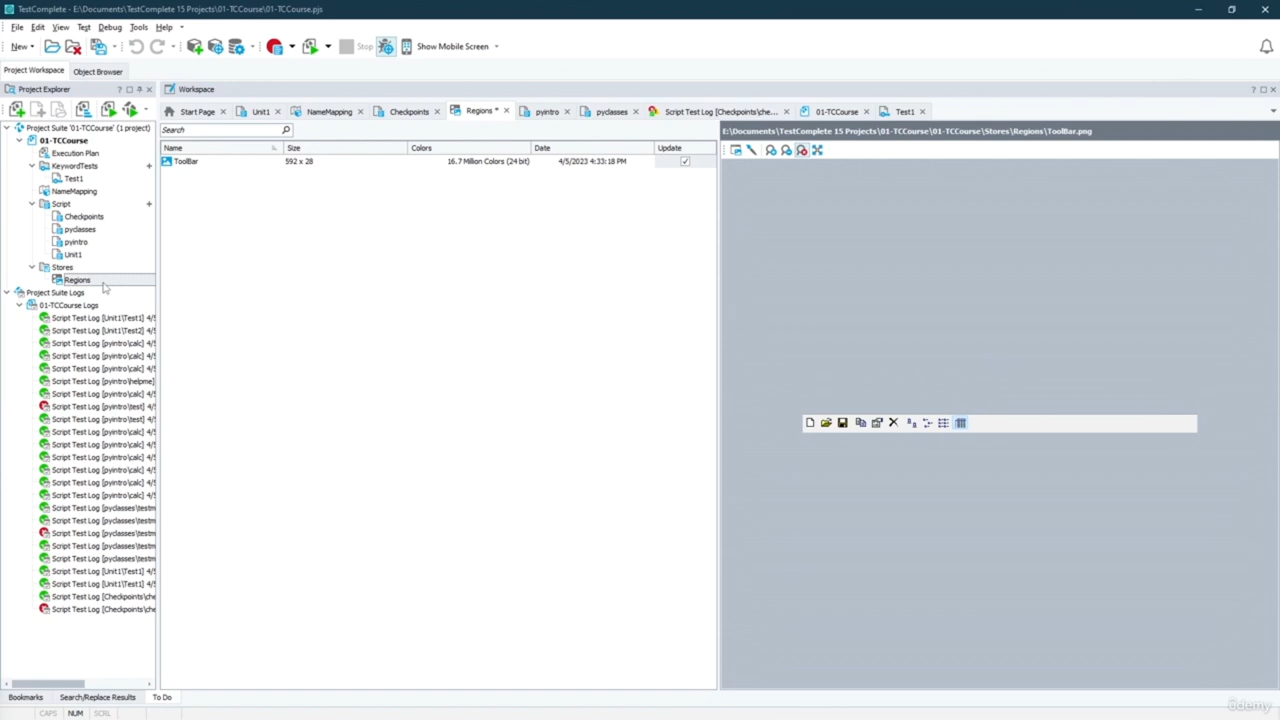 TestComplete - E:\Documents\TestComplete 15 Projects\01-TCCourse\01-TCCourse.pjs
File Edit View Test Debug Tools Help
New Stop Show Mobile Screen
Project Workspace Object Browser
Project Explorer
Workspace
Start Page Unit1 NameMapping Checkpoints Regions * pyintro pyclasses Script Test Log [Checkpoints\che... 01-TCCourse Test1
Project Suite '01-TCCourse' (1 project)
01-TCCourse
Execution Plan
KeywordTests
Test1
NameMapping
Script
Checkpoints
pyclasses
pyintro
Unit1
Stores
Regions
Project Suite Logs
01-TCCourse Logs
Script Test Log [Unit1\Test1] 4/5
Script Test Log [Unit1\Test2] 4/5
Script Test Log [pyintro\calc] 4/5
Script Test Log [pyintro\calc] 4/5
Script Test Log [pyintro\calc] 4/5
Script Test Log [pyintro\helpme]
Script Test Log [pyintro\calc] 4/5
Script Test Log [pyintro\test] 4/5
Script Test Log [pyintro\test] 4/5
Script Test Log [pyintro\calc] 4/5
Script Test Log [pyintro\calc] 4/5
Script Test Log [pyintro\calc] 4/5
Script Test Log [pyintro\calc] 4/5
Script Test Log [pyintro\calc] 4/5
Script Test Log [pyintro\calc] 4/5
Script Test Log [pyclasses\testm
Script Test Log [pyclasses\testm
Script Test Log [pyclasses\testm
Script Test Log [pyclasses\testm
Script Test Log [pyclasses\testm
Script Test Log [Unit1\Test1] 4/5
Script Test Log [Unit1\Test1] 4/5
Script Test Log [Checkpoints\che
Script Test Log [Checkpoints\che
Search
Name Size Colors Date Update
ToolBar 592 x 28 16.7 Million Colors (24 bit) 4/5/2023 4:33:18 PM
E:\Documents\TestComplete 15 Projects\01-TCCourse\01-TCCourse\Stores\Regions\ToolBar.png
Bookmarks Search/Replace Results To Do
CAPS NUM SCRL
ûdemy